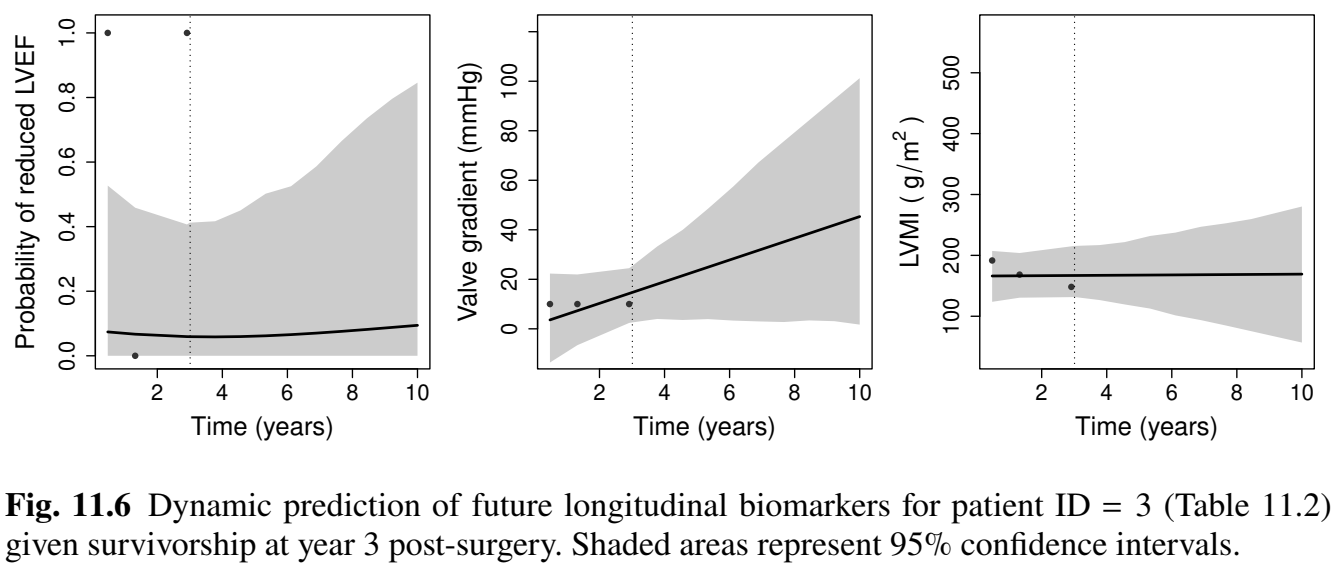 Probability of reduced LVEF
0.0 0.2 0.4 0.6 0.8 1.0
2 4 6 8 10
Time (years)
Valve gradient (mmHg)
0 20 40 60 80 100
2 4 6 8 10
Time (years)
LVMI ( g/m² )
100 200 300 400 500
2 4 6 8 10
Time (years)
Fig. 11.6 Dynamic prediction of future longitudinal biomarkers for patient ID = 3 (Table 11.2)
given survivorship at year 3 post-surgery. Shaded areas represent 95% confidence intervals.